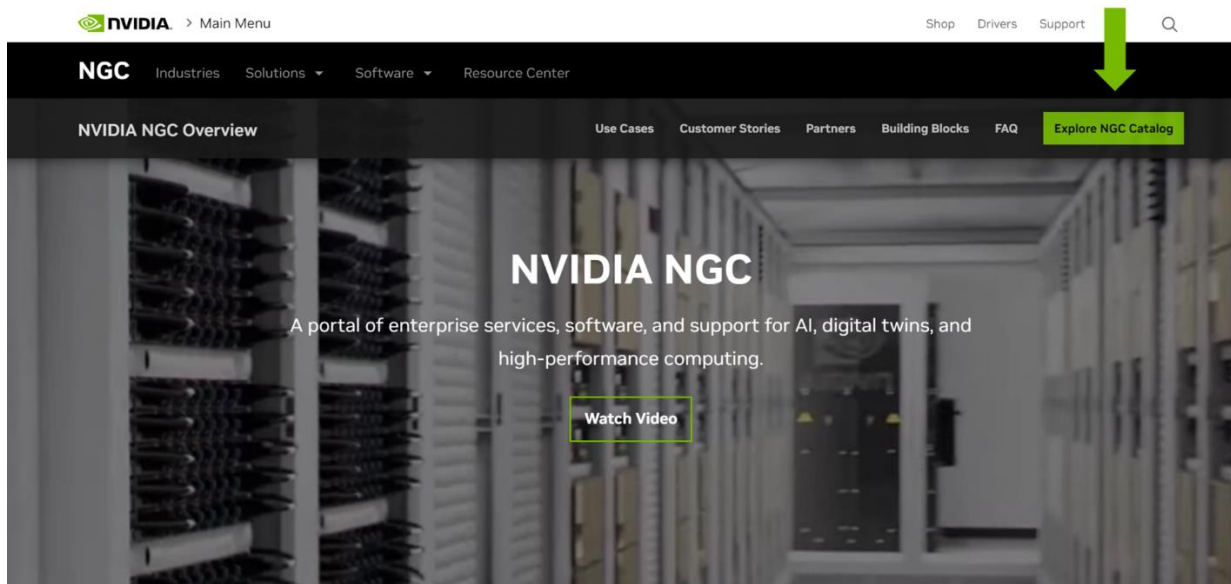 NVIDIA. > Main Menu Shop Drivers Support
NGC Industries Solutions Software Resource Center
NVIDIA NGC Overview Use Cases Customer Stories Partners Building Blocks FAQ Explore NGC Catalog
NVIDIA NGC
A portal of enterprise services, software, and support for AI, digital twins, and
high-performance computing.
Watch Video